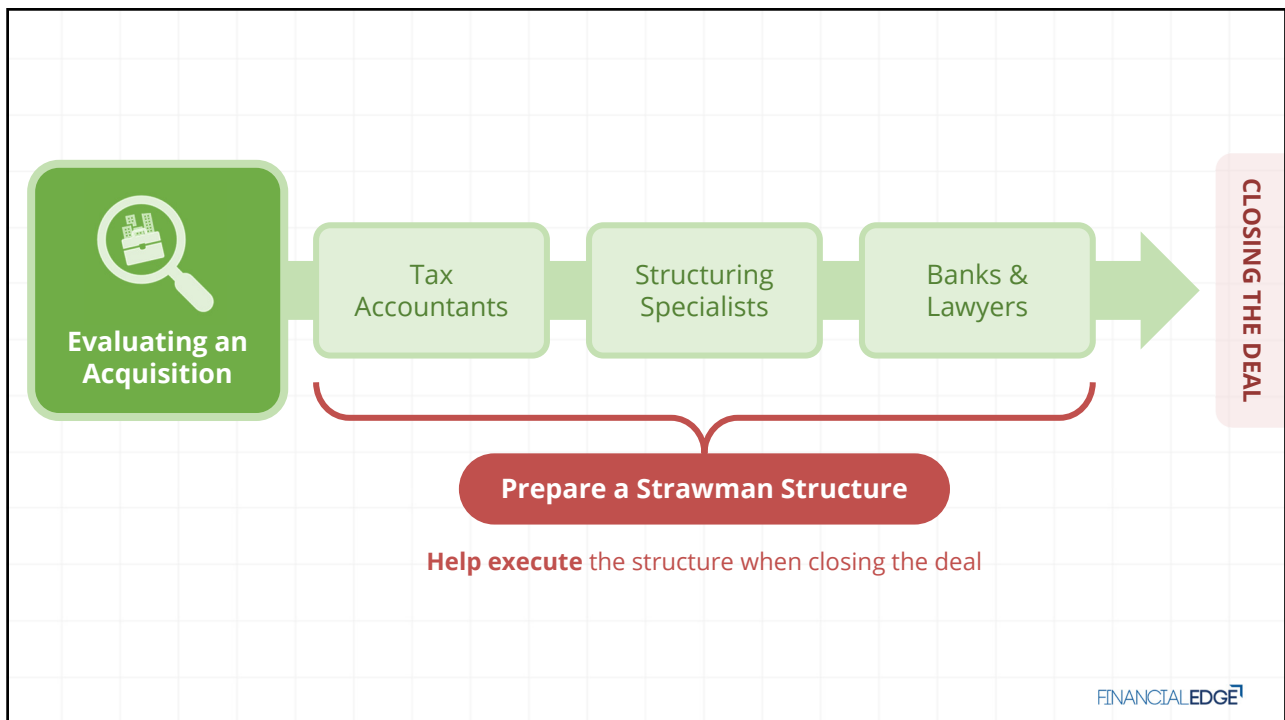 Evaluating an
Acquisition
Tax
Accountants
Structuring
Specialists
Banks &
Lawyers
CLOSING THE DEAL
Prepare a Strawman Structure
Help execute the structure when closing the deal
FINANCIALEDGE